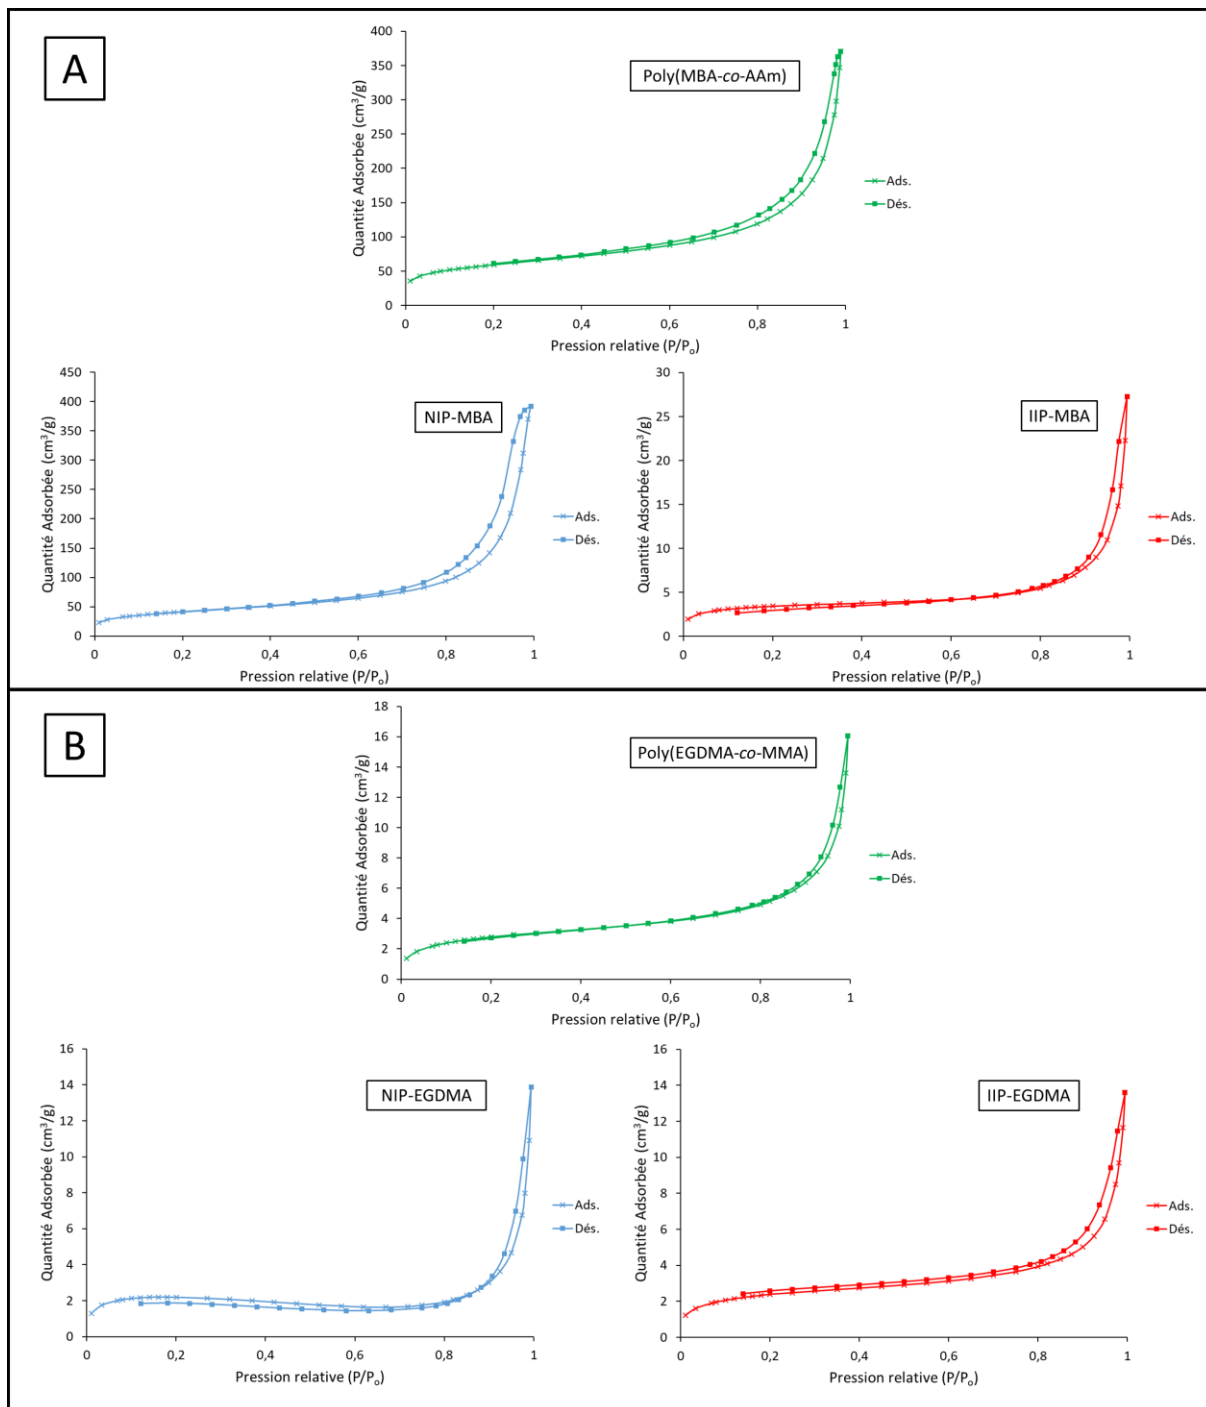 A
Poly(MBA-co-AAm)
Quantité Adsorbée (cm³/g)
400
350
300
250
200
150
100
50
0
0
0,2
0,4
0,6
0,8
1
Pression relative (P/Pₒ)
Ads.
Dés.
NIP-MBA
Quantité Adsorbée (cm³/g)
450
400
350
300
250
200
150
100
50
0
0
0,2
0,4
0,6
0,8
1
Pression relative (P/Pₒ)
Ads.
Dés.
IIP-MBA
Quantité Adsorbée (cm³/g)
30
25
20
15
10
5
0
0
0,2
0,4
0,6
0,8
1
Pression relative (P/Pₒ)
Ads.
Dés.
B
Poly(EGDMA-co-MMA)
Quantité Adsorbée (cm³/g)
18
16
14
12
10
8
6
4
2
0
0
0,2
0,4
0,6
0,8
1
Pression relative (P/Pₒ)
Ads.
Dés.
NIP-EGDMA
Quantité Adsorbée (cm³/g)
16
14
12
10
8
6
4
2
0
0
0,2
0,4
0,6
0,8
1
Pression relative (P/Pₒ)
Ads.
Dés.
IIP-EGDMA
Quantité Adsorbée (cm³/g)
16
14
12
10
8
6
4
2
0
0
0,2
0,4
0,6
0,8
1
Pression relative (P/Pₒ)
Ads.
Dés.